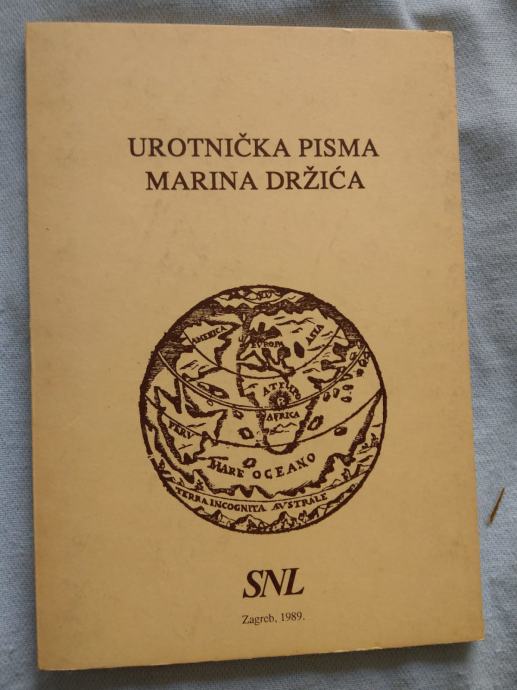 UROTNIČKA PISMA
MARINA DRŽIĆA
AMERICA
EVROPA
ASIA
AFRICA
PERV
MARE OCEANO
TERRA INCOGNITA AVSTRALE
SNL
Zagreb, 1989.